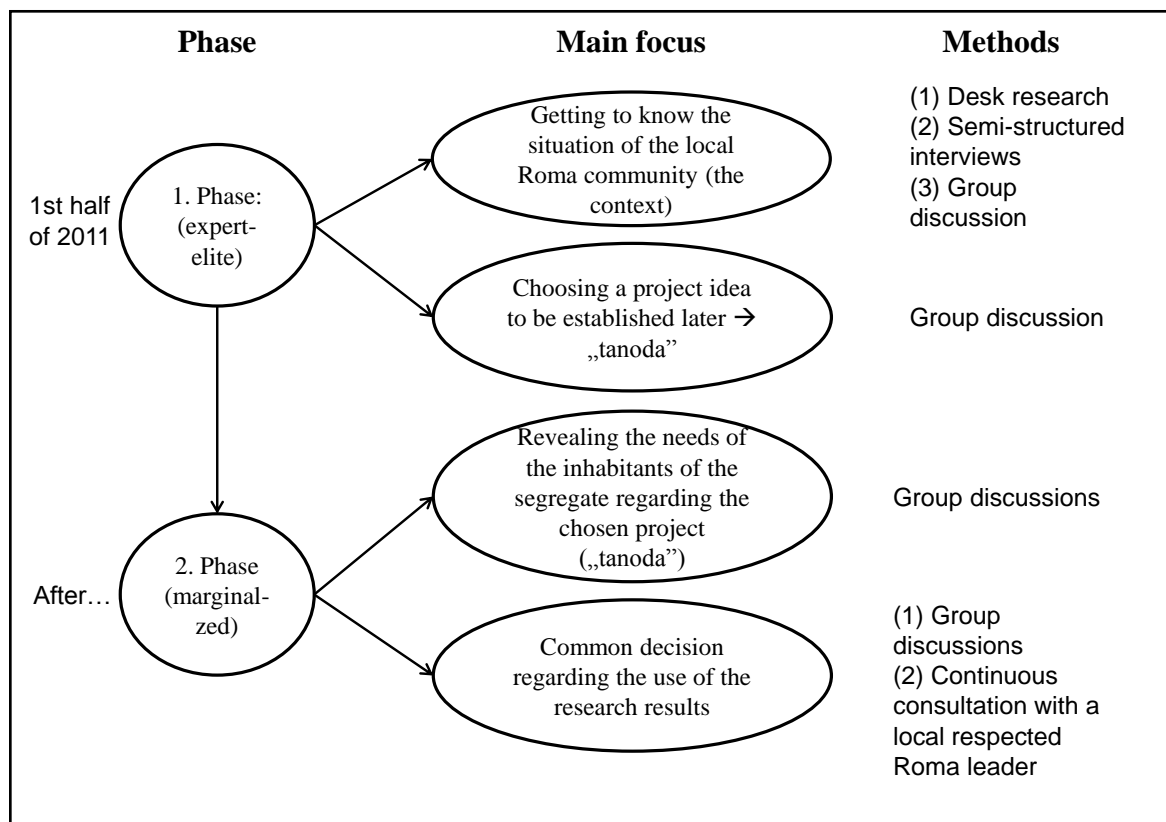 Phase
Main focus
Methods
1st half
of 2011
1. Phase:
(expert-
elite)
Getting to know the
situation of the local
Roma community (the
context)
(1) Desk research
(2) Semi-structured
interviews
(3) Group
discussion
Choosing a project idea
to be established later →
„tanoda”
Group discussion
After…
2. Phase
(marginal-
zed)
Revealing the needs of
the inhabitants of the
segregate regarding the
chosen project
(„tanoda”)
Group discussions
Common decision
regarding the use of the
research results
(1) Group
discussions
(2) Continuous
consultation with a
local respected
Roma leader